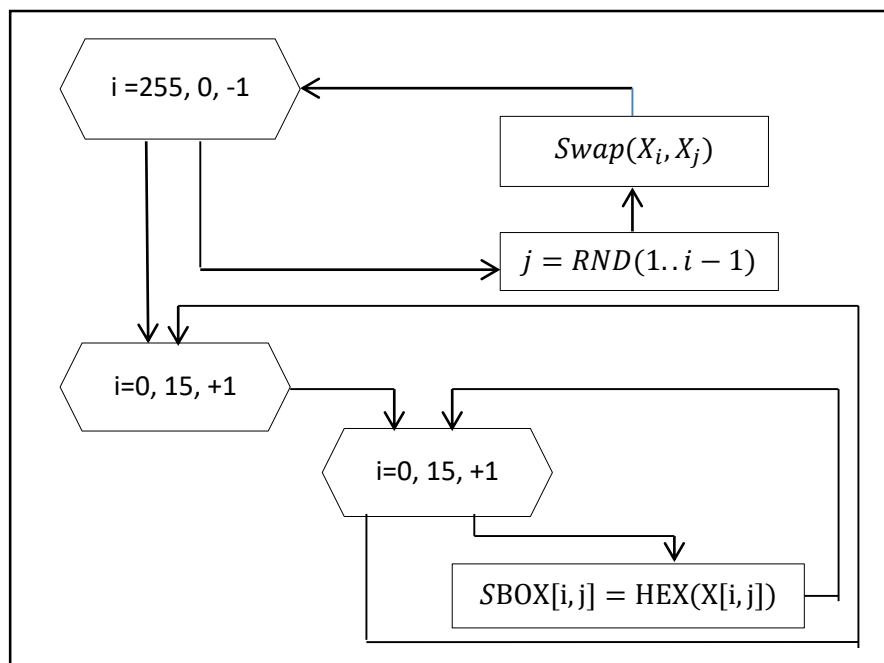 i =255, 0, -1
Swap(X_i, X_j)
j = RND(1..i − 1)
i=0, 15, +1
i=0, 15, +1
SBOX[i,j] = HEX(X[i,j])